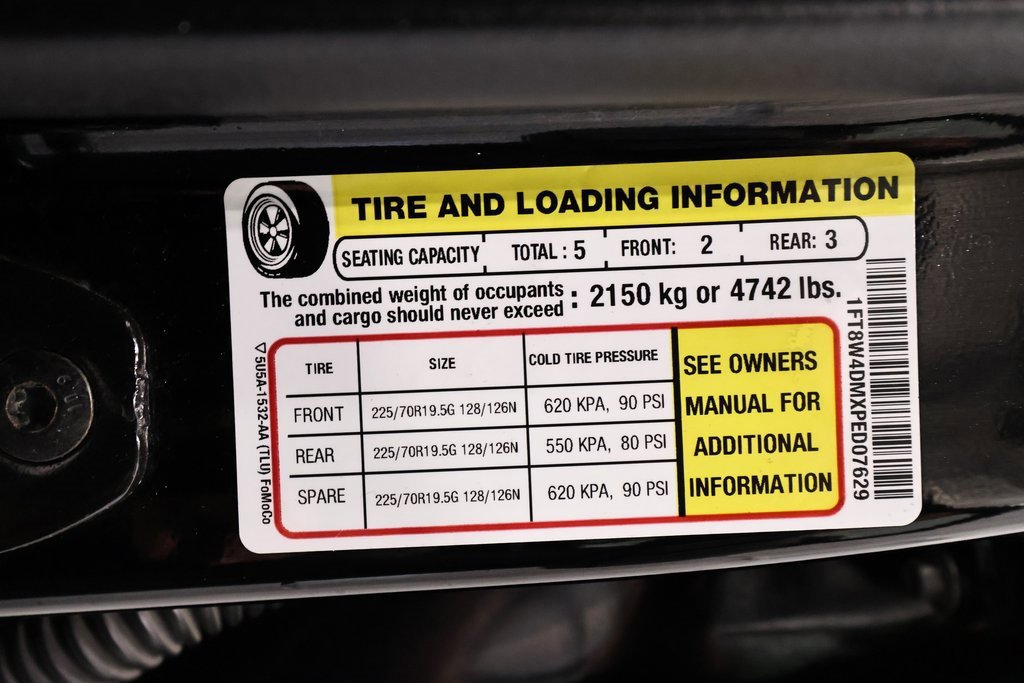 TIRE AND LOADING INFORMATION
SEATING CAPACITY TOTAL : 5 FRONT: 2 REAR: 3
The combined weight of occupants
and cargo should never exceed : 2150 kg or 4742 lbs.
TIRE SIZE COLD TIRE PRESSURE
FRONT 225/70R19.5G 128/126N 620 KPA, 90 PSI
REAR 225/70R19.5G 128/126N 550 KPA, 80 PSI
SPARE 225/70R19.5G 128/126N 620 KPA, 90 PSI
SEE OWNERS
MANUAL FOR
ADDITIONAL
INFORMATION
5U5A-1532-AA (TLU) FoMoCo
1FT8W4DMXPED07629